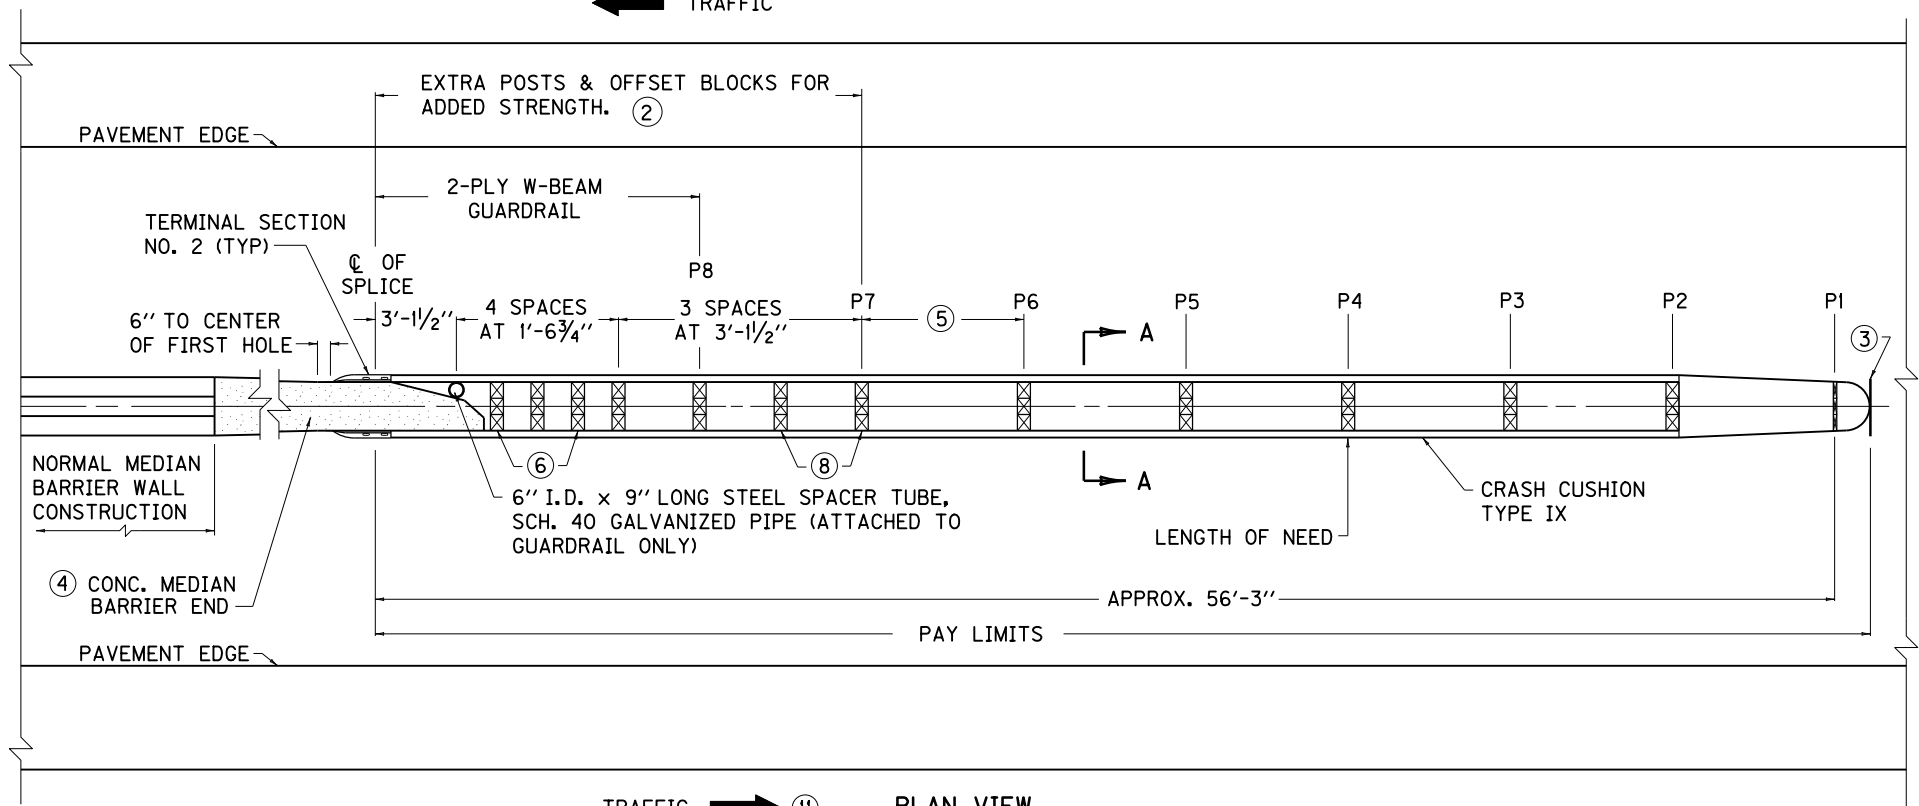 TRAFFIC
EXTRA POSTS & OFFSET BLOCKS FOR
ADDED STRENGTH. 2
PAVEMENT EDGE
2-PLY W-BEAM
GUARDRAIL
TERMINAL SECTION
NO. 2 (TYP)
℄ OF
SPLICE
P8
6" TO CENTER
OF FIRST HOLE
3'-1½"
4 SPACES
AT 1'-6¾"
3 SPACES
AT 3'-1½"
P7
5
P6
P5
P4
P3
P2
P1
A
3
NORMAL MEDIAN
BARRIER WALL
CONSTRUCTION
6
8
A
6" I.D. x 9" LONG STEEL SPACER TUBE,
SCH. 40 GALVANIZED PIPE (ATTACHED TO
GUARDRAIL ONLY)
CRASH CUSHION
TYPE IX
LENGTH OF NEED
4 CONC. MEDIAN
BARRIER END
APPROX. 56'-3"
PAY LIMITS
PAVEMENT EDGE
TRAFFIC 11
PLAN VIEW